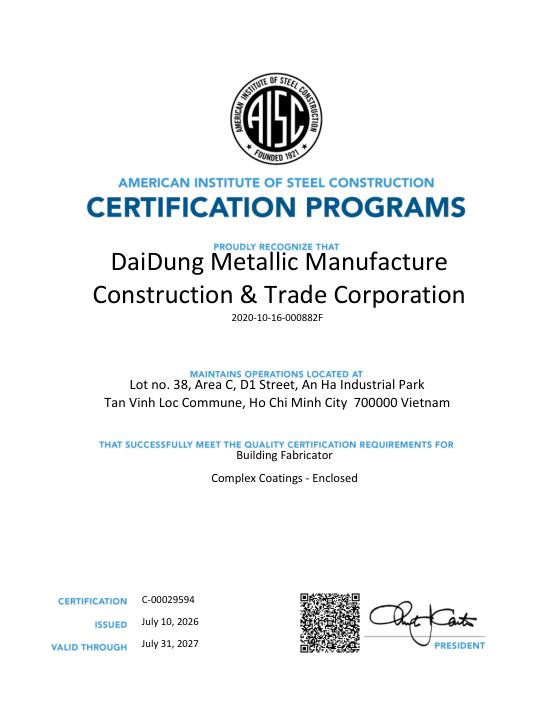 AMERICAN INSTITUTE OF STEEL CONSTRUCTION
AISC
FOUNDED 1921
AMERICAN INSTITUTE OF STEEL CONSTRUCTION
CERTIFICATION PROGRAMS
PROUDLY RECOGNIZE THAT
DaiDung Metallic Manufacture
Construction & Trade Corporation
2020-10-16-000882F
MAINTAINS OPERATIONS LOCATED AT
Lot no. 38, Area C, D1 Street, An Ha Industrial Park
Tan Vinh Loc Commune, Ho Chi Minh City 700000 Vietnam
THAT SUCCESSFULLY MEET THE QUALITY CERTIFICATION REQUIREMENTS FOR
Building Fabricator
Complex Coatings - Enclosed
CERTIFICATION C-00029594
ISSUED July 10, 2026
VALID THROUGH July 31, 2027
PRESIDENT